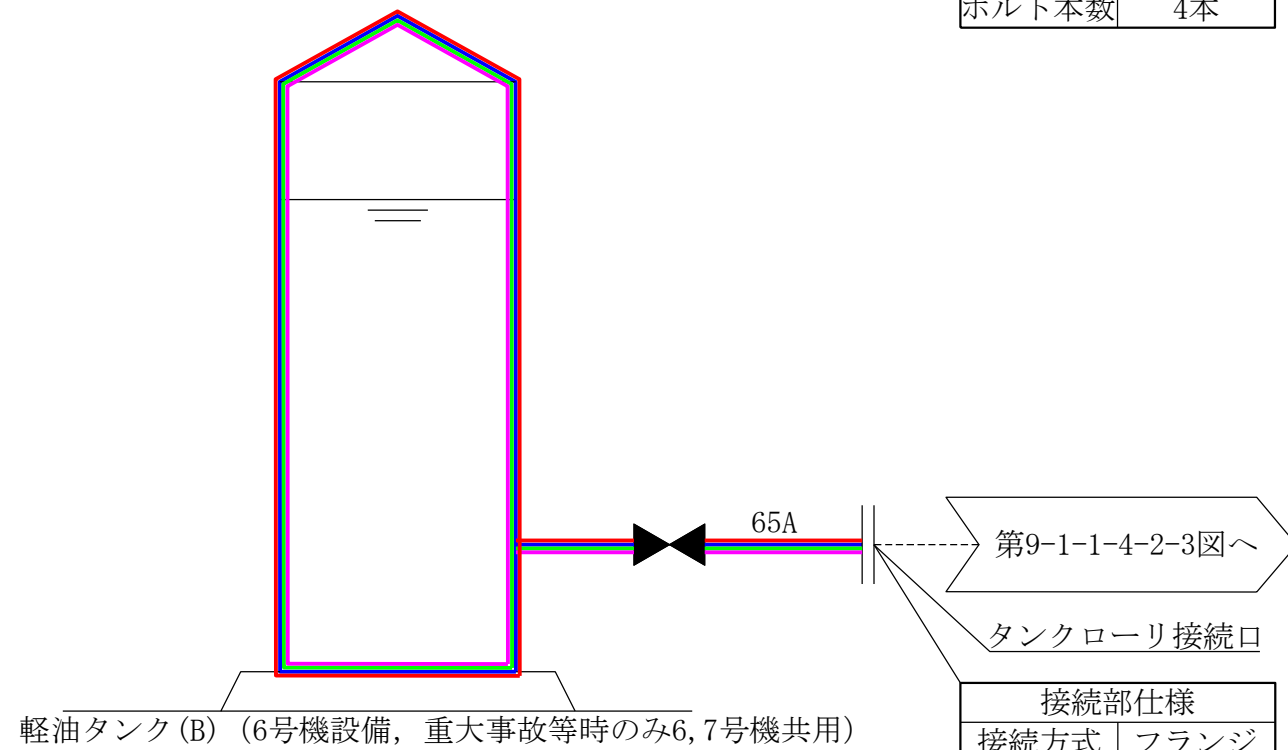 ボルト本数 4本
65A
第9-1-1-4-2-3図へ
タンクローリ接続口
接続部仕様
接続方式 フランジ
軽油タンク(B) (6号機設備, 重大事故等時のみ6,7号機共用)